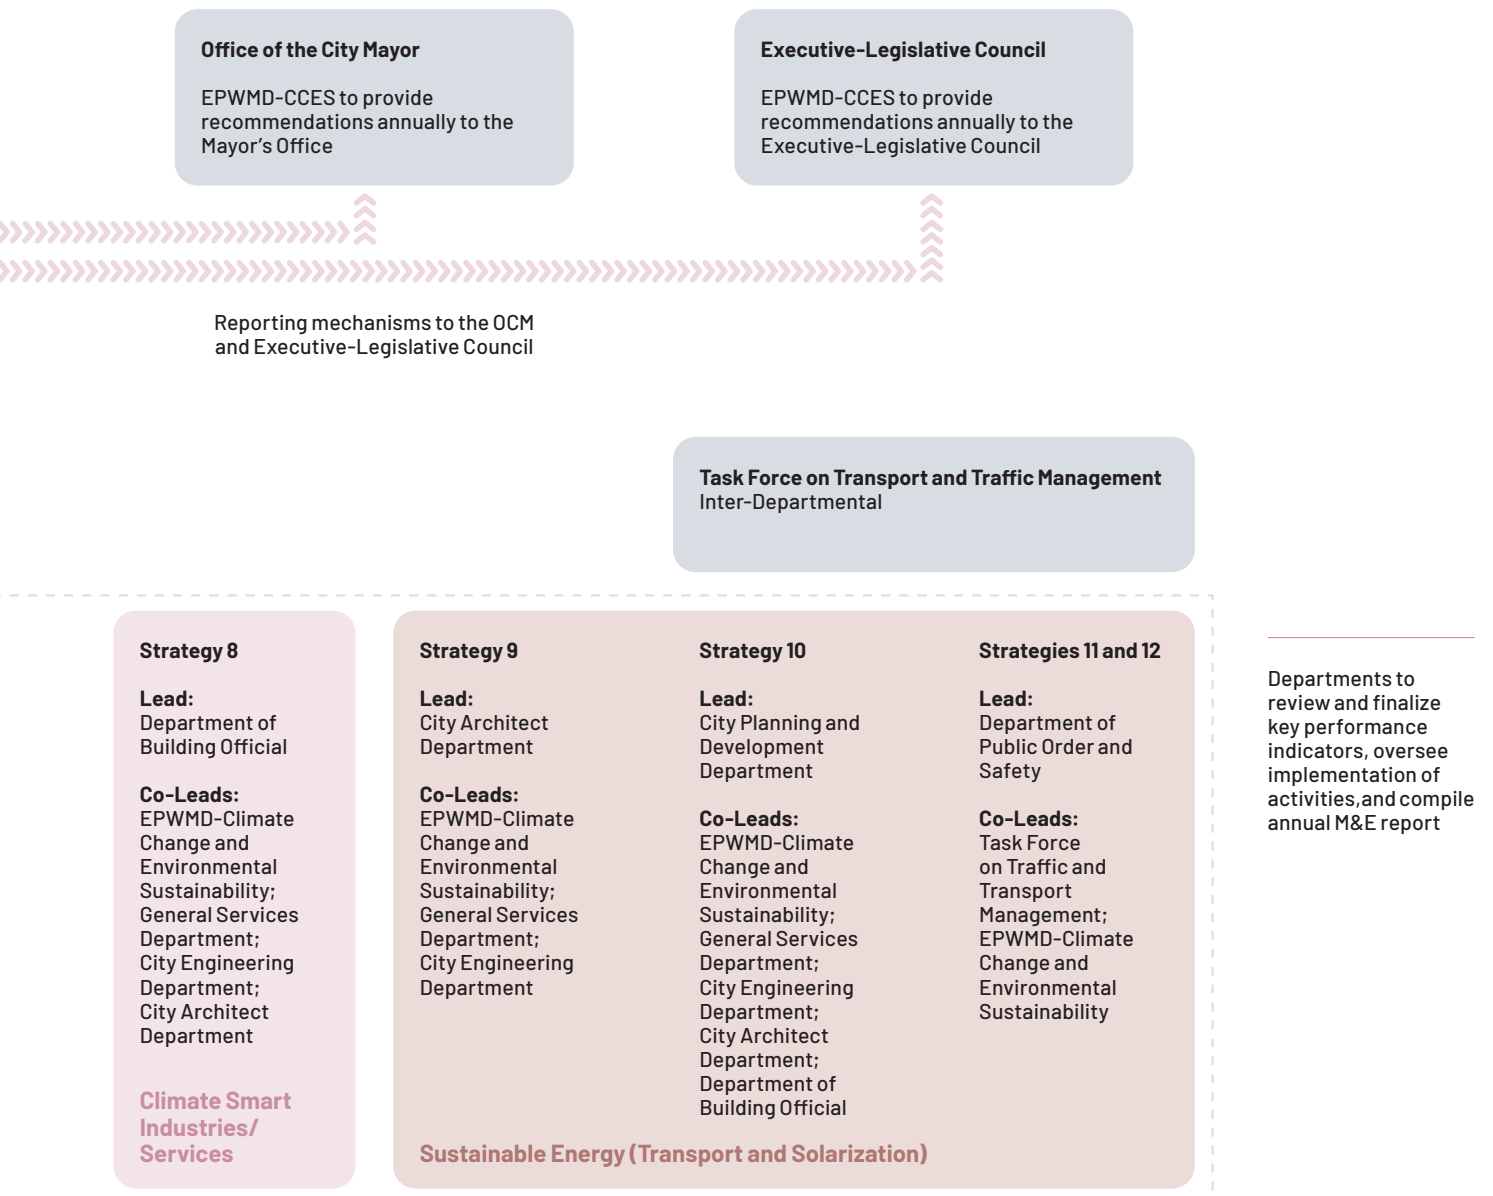 Office of the City Mayor
EPWMD-CCES to provide
recommendations annually to the
Mayor's Office
Executive-Legislative Council
EPWMD-CCES to provide
recommendations annually to the
Executive-Legislative Council
Reporting mechanisms to the OCM
and Executive-Legislative Council
Task Force on Transport and Traffic Management
Inter-Departmental
Strategy 8
Lead:
Department of
Building Official
Co-Leads:
EPWMD-Climate
Change and
Environmental
Sustainability;
General Services
Department;
City Engineering
Department;
City Architect
Department
Climate Smart
Industries/
Services
Strategy 9
Lead:
City Architect
Department
Co-Leads:
EPWMD-Climate
Change and
Environmental
Sustainability;
General Services
Department;
City Engineering
Department
Strategy 10
Lead:
City Planning and
Development
Department
Co-Leads:
EPWMD-Climate
Change and
Environmental
Sustainability;
General Services
Department;
City Engineering
Department;
City Architect
Department;
Department of
Building Official
Strategies 11 and 12
Lead:
Department of
Public Order and
Safety
Co-Leads:
Task Force
on Traffic and
Transport
Management;
EPWMD-Climate
Change and
Environmental
Sustainability
Sustainable Energy (Transport and Solarization)
Departments to
review and finalize
key performance
indicators, oversee
implementation of
activities,and compile
annual M&E report